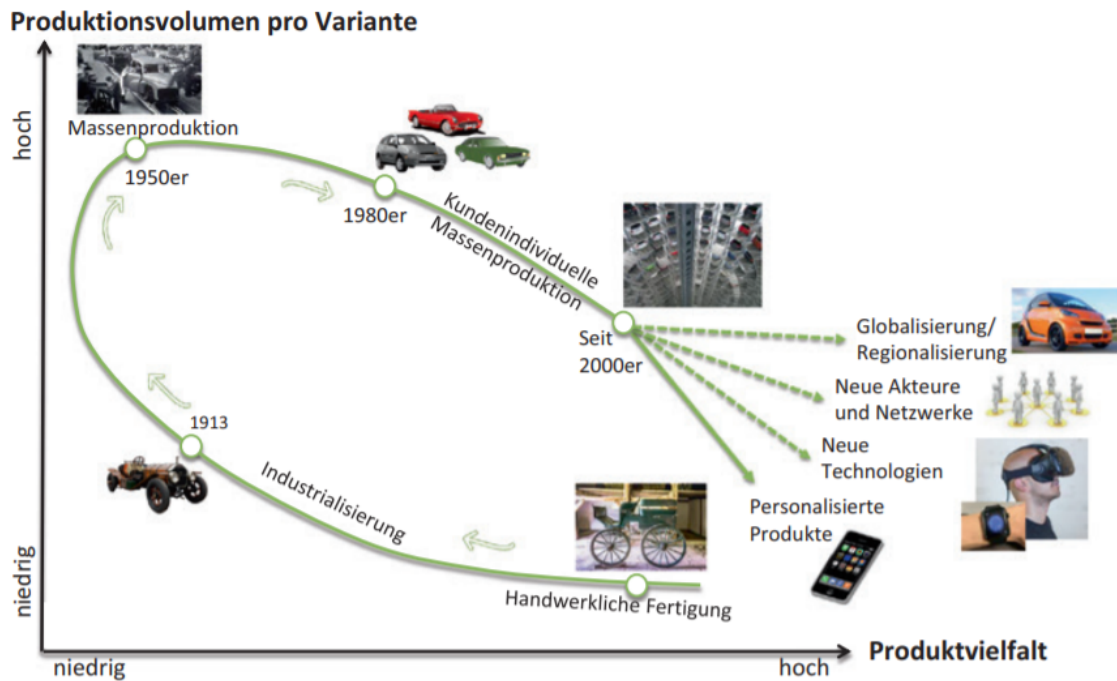 Produktionsvolumen pro Variante
hoch
Massenproduktion
1950er
1980er
Kundenindividuelle
Massenproduktion
Seit
2000er
Globalisierung/
Regionalisierung
Neue Akteure
und Netzwerke
Neue
Technologien
Personalisierte
Produkte
1913
Industrialisierung
Handwerkliche Fertigung
niedrig
niedrig
hoch
Produktvielfalt